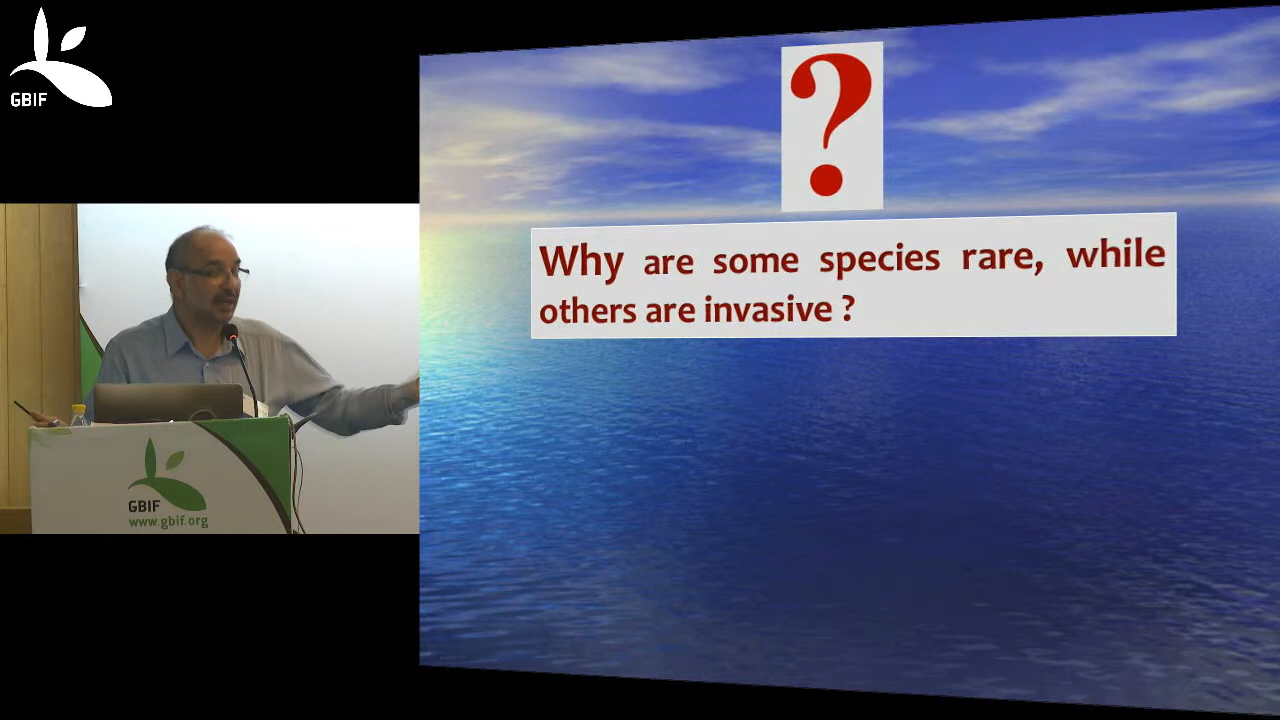 GBIF
?
Why are some species rare, while
others are invasive ?
GBIF
www.gbif.org